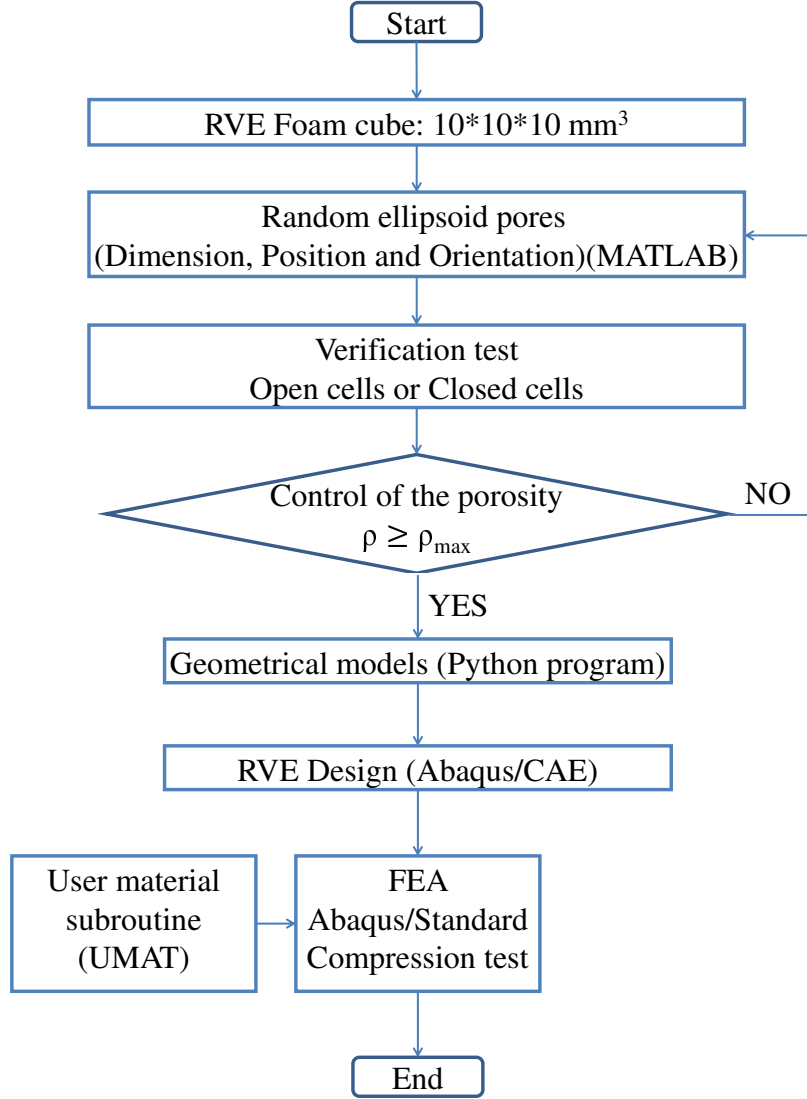 Start
RVE Foam cube: 10*10*10 mm³
Random ellipsoid pores
(Dimension, Position and Orientation)(MATLAB)
Verification test
Open cells or Closed cells
Control of the porosity
ρ ≥ ρmax
NO
YES
Geometrical models (Python program)
RVE Design (Abaqus/CAE)
User material
subroutine
(UMAT)
FEA
Abaqus/Standard
Compression test
End